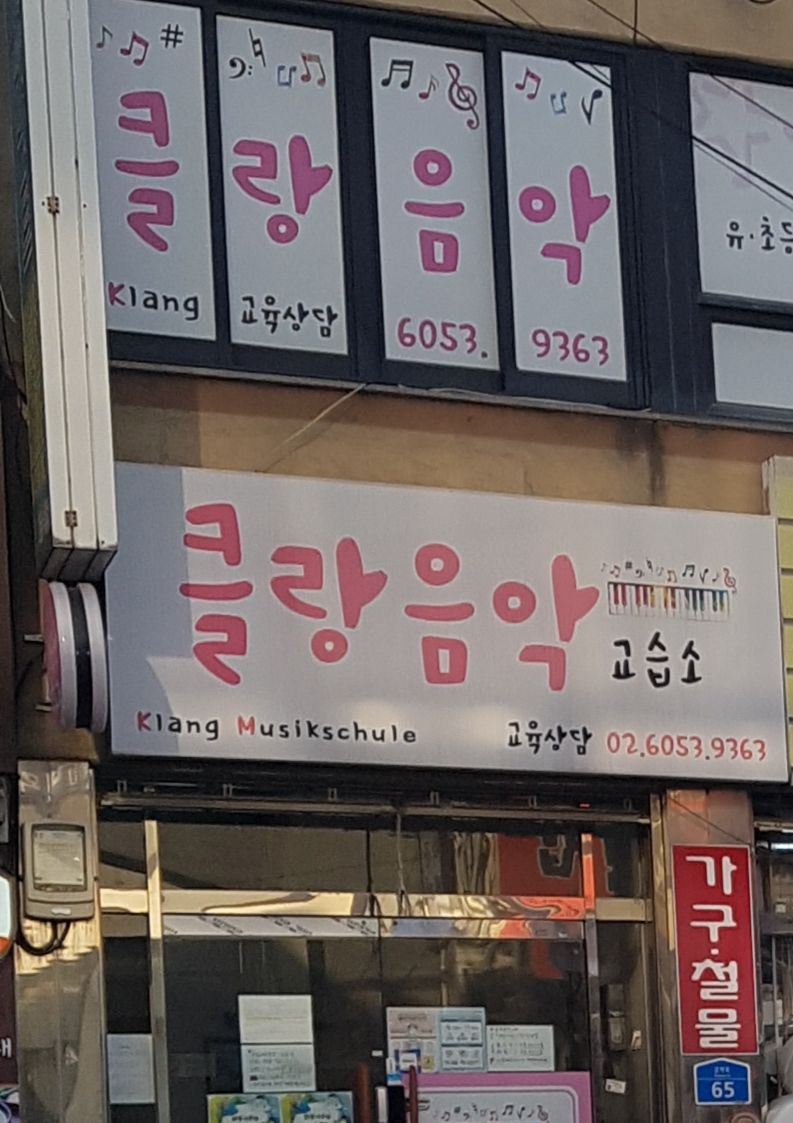 클랑음악
Klang 교육상담 6053. 9363
유·초등
클랑음악 교습소
Klang Musikschule 교육상담 02.6053.9363
가구·철물
65